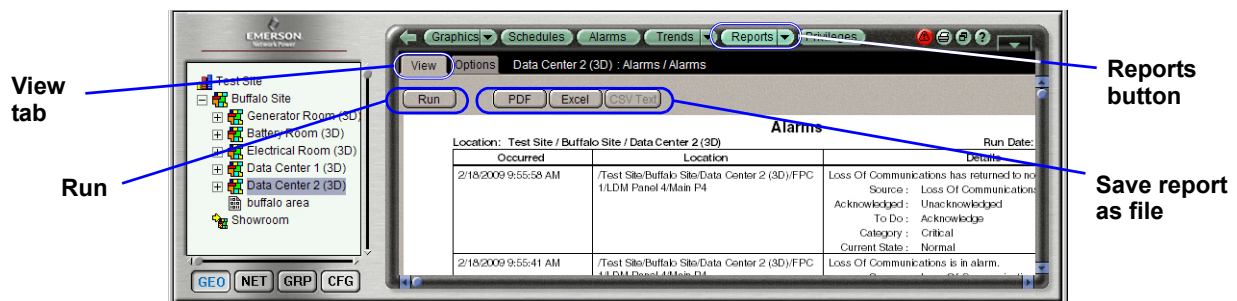 EMERSON
Network Power
Graphics
Schedules
Alarms
Trends
Reports
Privileges
?
View
Options
Data Center 2 (3D) : Alarms / Alarms
View
tab
Reports
button
Test Site
Buffalo Site
Generator Room (3D)
Battery Room (3D)
Electrical Room (3D)
Data Center 1 (3D)
Data Center 2 (3D)
buffalo area
Showroom
Run
PDF
Excel
CSV Text
Run
Save report
as file
Alarms
Location: Test Site / Buffalo Site / Data Center 2 (3D)
Run Date:
Occurred
Location
Details
2/18/2009 9:55:58 AM
/Test Site/Buffalo Site/Data Center 2 (3D)/FPC
1/LDM Panel 4/Main P4
Loss Of Communications has returned to no
Source : Loss Of Communications
Acknowledged : Unacknowledged
To Do : Acknowledge
Category : Critical
Current State : Normal
2/18/2009 9:55:41 AM
/Test Site/Buffalo Site/Data Center 2 (3D)/FPC
1/LDM Panel 4/Main P4
Loss Of Communications is in alarm.
GEO
NET
GRP
CFG